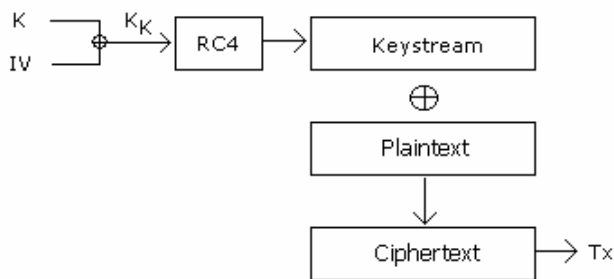 K
K_K
IV
RC4
Keystream
⊕
Plaintext
Ciphertext
Tx